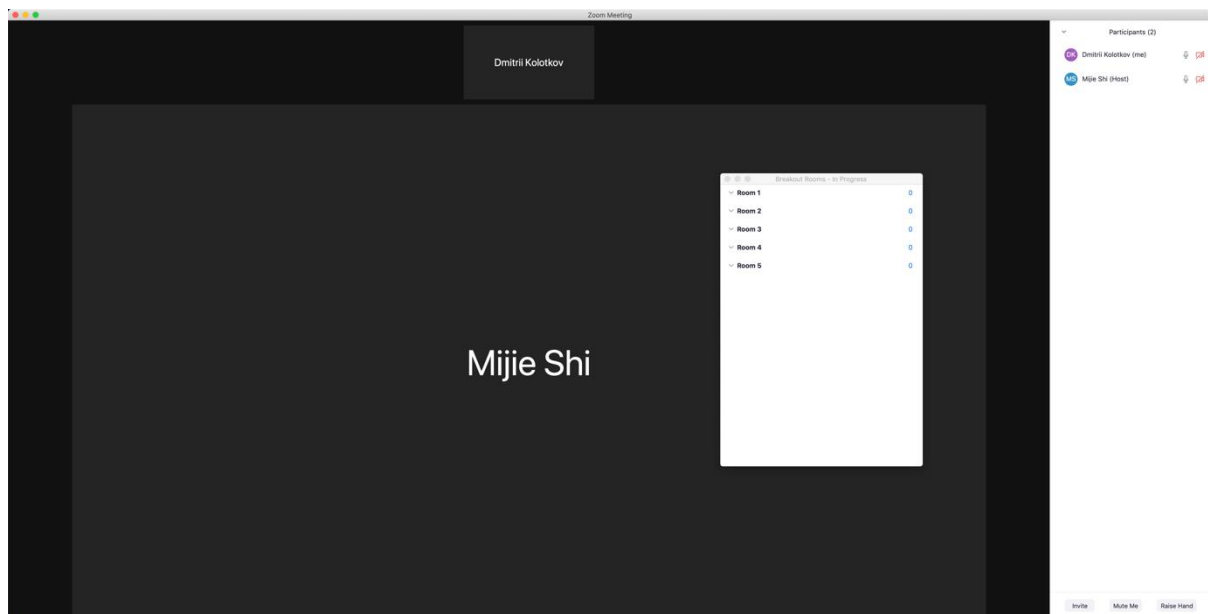 Zoom Meeting
Dmitrii Kolotkov
Mijie Shi
Breakout Rooms - In Progress
Room 1 0
Room 2 0
Room 3 0
Room 4 0
Room 5 0
Participants (2)
DK Dmitrii Kolotkov (me)
MS Mijie Shi (Host)
Invite Mute Me Raise Hand